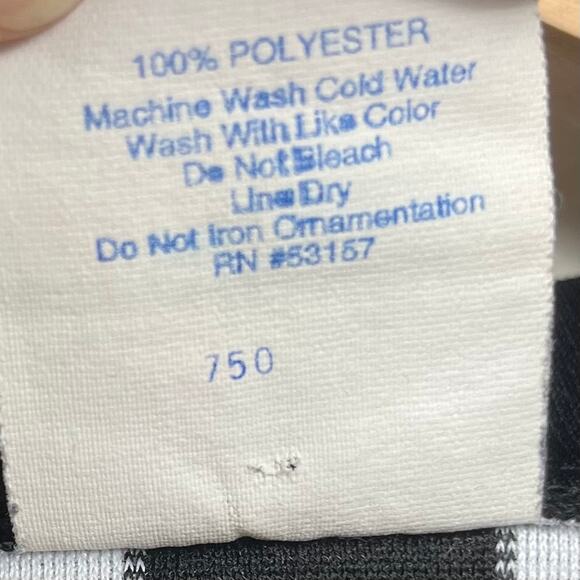 100% POLYESTER
Machine Wash Cold Water
Wash With Like Color
Do Not Bleach
Line Dry
Do Not Iron Ornamentation
RN #53157
750